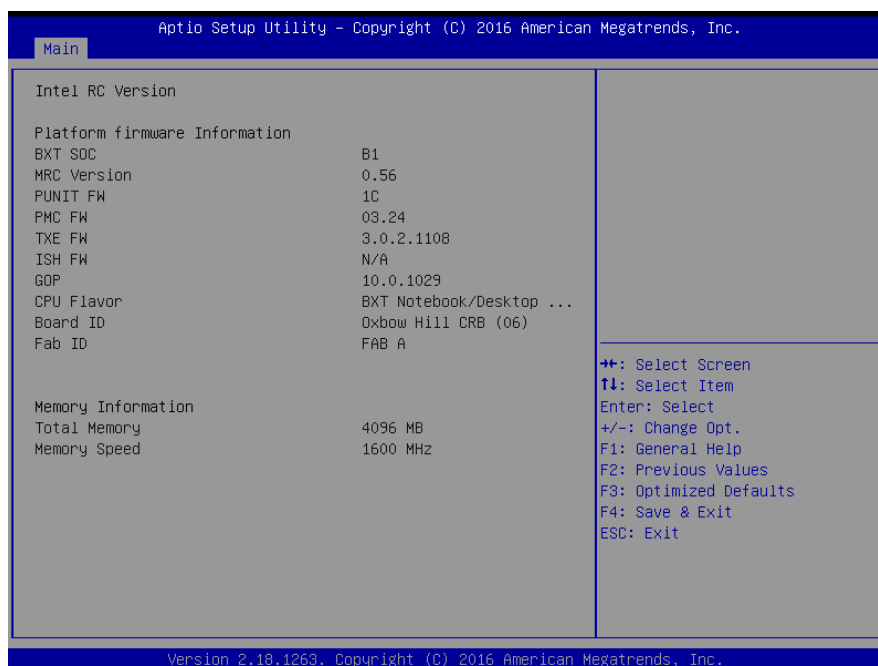 Aptio Setup Utility – Copyright (C) 2016 American Megatrends, Inc.
Main
Intel RC Version
Platform firmware Information
BXT SOC B1
MRC Version 0.56
PUNIT FW 1C
PMC FW 03.24
TXE FW 3.0.2.1108
ISH FW N/A
GOP 10.0.1029
CPU Flavor BXT Notebook/Desktop ...
Board ID Oxbow Hill CRB (06)
Fab ID FAB A
Memory Information
Total Memory 4096 MB
Memory Speed 1600 MHz
→←: Select Screen
↑↓: Select Item
Enter: Select
+/-: Change Opt.
F1: General Help
F2: Previous Values
F3: Optimized Defaults
F4: Save & Exit
ESC: Exit
Version 2.18.1263. Copyright (C) 2016 American Megatrends, Inc.